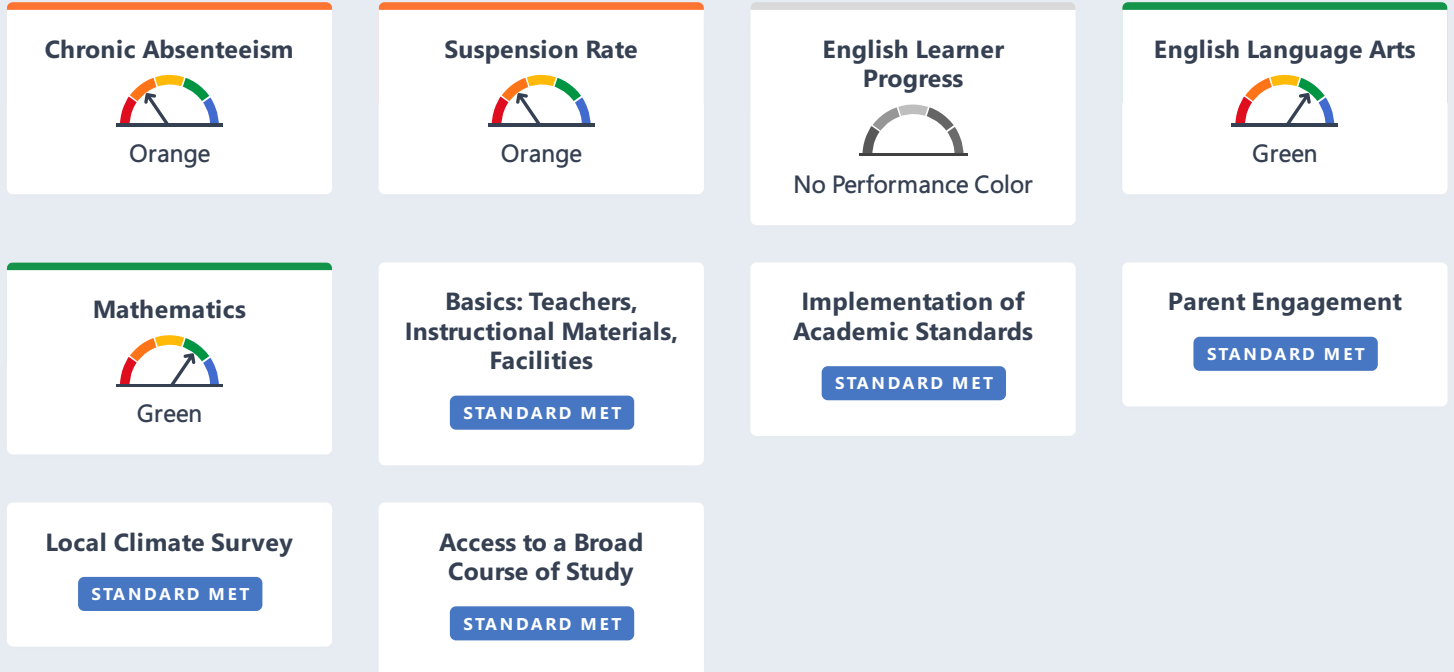 Chronic Absenteeism
Orange
Suspension Rate
Orange
English Learner
Progress
No Performance Color
English Language Arts
Green
Mathematics
Green
Basics: Teachers,
Instructional Materials,
Facilities
STANDARD MET
Implementation of
Academic Standards
STANDARD MET
Parent Engagement
STANDARD MET
Local Climate Survey
STANDARD MET
Access to a Broad
Course of Study
STANDARD MET